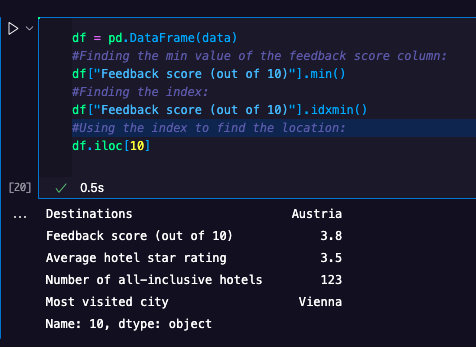 df = pd.DataFrame(data)
#Finding the min value of the feedback score column:
df["Feedback score (out of 10)"].min()
#Finding the index:
df["Feedback score (out of 10)"].idxmin()
#Using the index to find the location:
df.iloc[10]
[20] 0.5s
... Destinations Austria
Feedback score (out of 10) 3.8
Average hotel star rating 3.5
Number of all-inclusive hotels 123
Most visited city Vienna
Name: 10, dtype: object